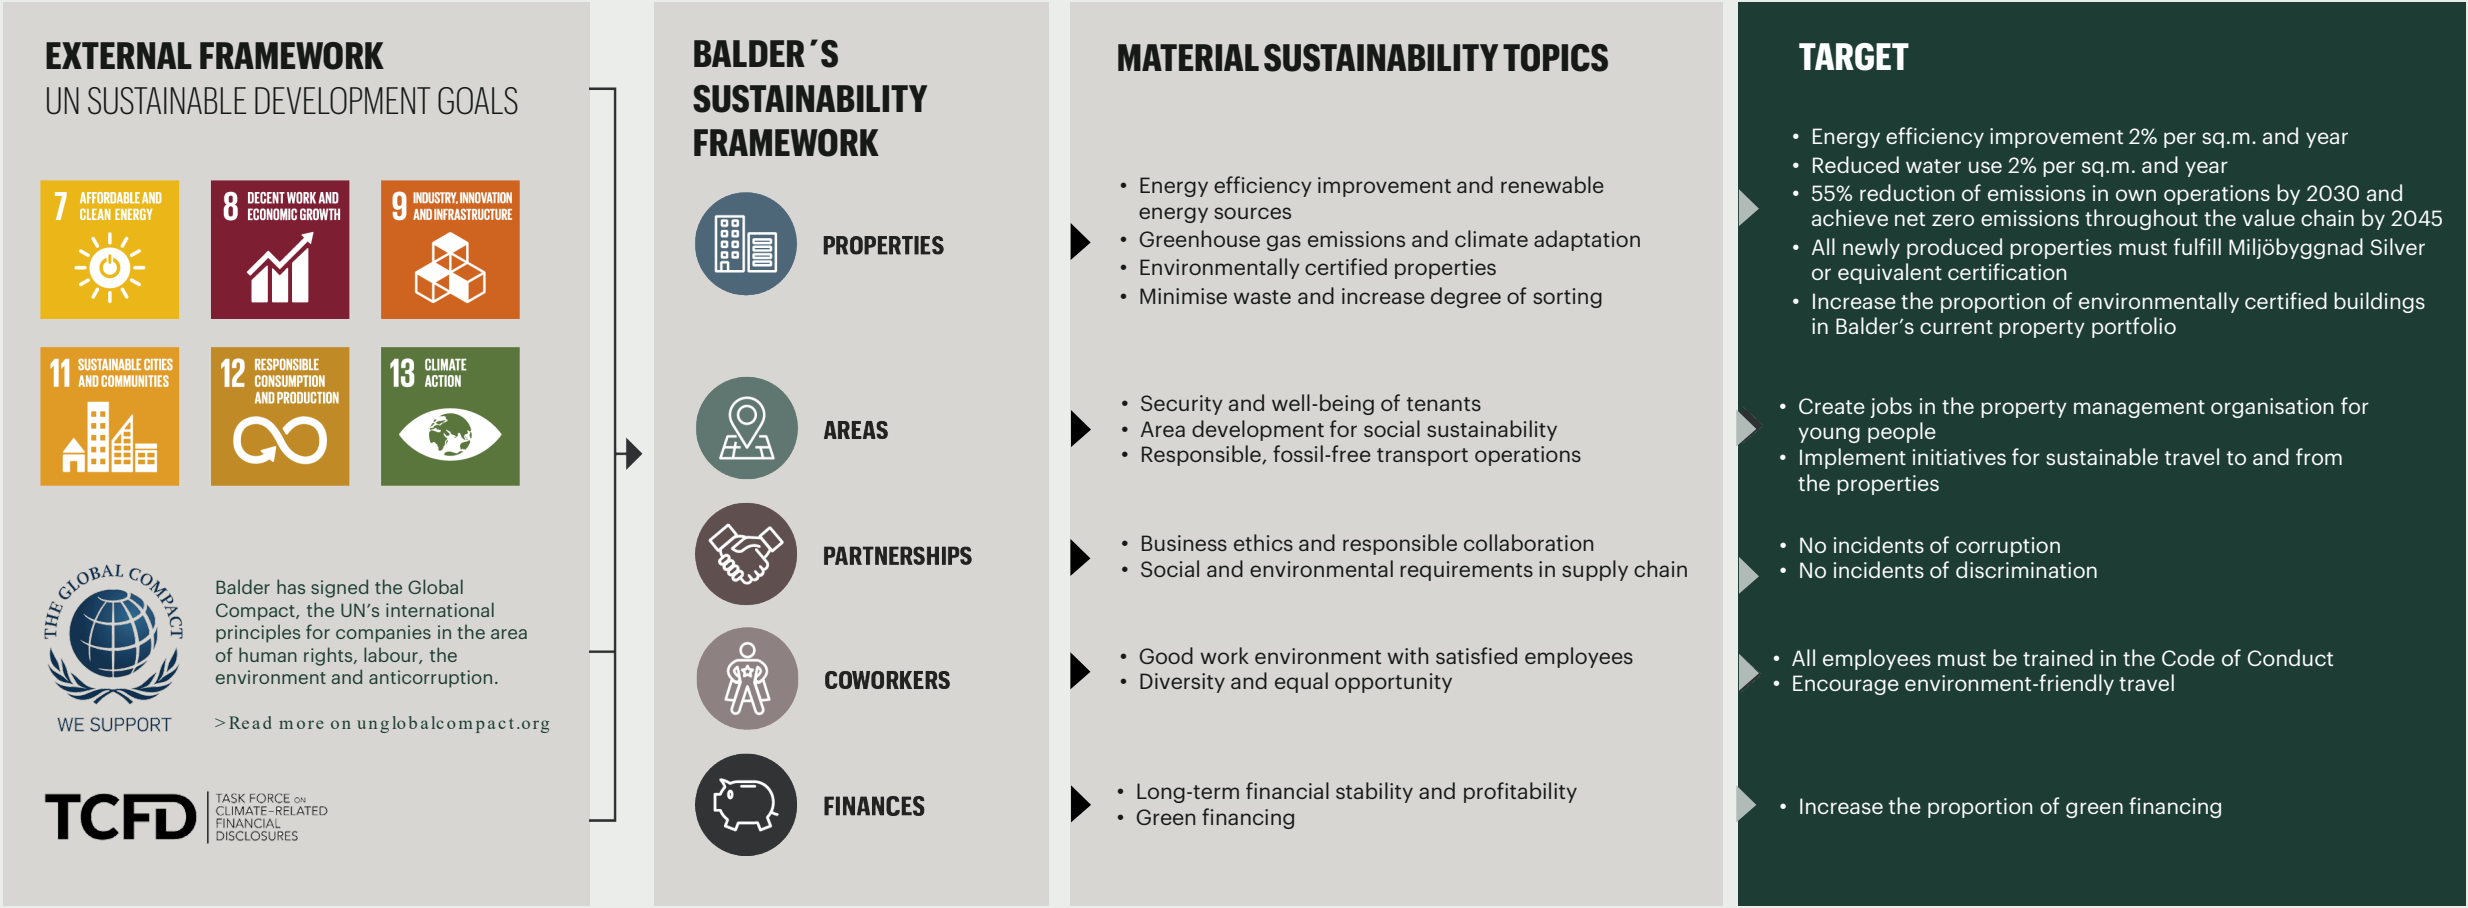 EXTERNAL FRAMEWORK
UN SUSTAINABLE DEVELOPMENT GOALS
7 AFFORDABLE AND
CLEAN ENERGY
8 DECENT WORK AND
ECONOMIC GROWTH
9 INDUSTRY, INNOVATION
AND INFRASTRUCTURE
11 SUSTAINABLE CITIES
AND COMMUNITIES
12 RESPONSIBLE
CONSUMPTION
AND PRODUCTION
13 CLIMATE
ACTION
THE GLOBAL COMPACT
WE SUPPORT
Balder has signed the Global
Compact, the UN’s international
principles for companies in the area
of human rights, labour, the
environment and anticorruption.
>Read more on unglobalcompact.org
TCFD
TASK FORCE ON
CLIMATE-RELATED
FINANCIAL
DISCLOSURES
BALDER´S
SUSTAINABILITY
FRAMEWORK
PROPERTIES
AREAS
PARTNERSHIPS
COWORKERS
FINANCES
MATERIAL SUSTAINABILITY TOPICS
• Energy efficiency improvement and renewable
energy sources
• Greenhouse gas emissions and climate adaptation
• Environmentally certified properties
• Minimise waste and increase degree of sorting
• Security and well-being of tenants
• Area development for social sustainability
• Responsible, fossil-free transport operations
• Business ethics and responsible collaboration
• Social and environmental requirements in supply chain
• Good work environment with satisfied employees
• Diversity and equal opportunity
• Long-term financial stability and profitability
• Green financing
TARGET
• Energy efficiency improvement 2% per sq.m. and year
• Reduced water use 2% per sq.m. and year
• 55% reduction of emissions in own operations by 2030 and
achieve net zero emissions throughout the value chain by 2045
• All newly produced properties must fulfill Miljöbyggnad Silver
or equivalent certification
• Increase the proportion of environmentally certified buildings
in Balder’s current property portfolio
• Create jobs in the property management organisation for
young people
• Implement initiatives for sustainable travel to and from
the properties
• No incidents of corruption
• No incidents of discrimination
• All employees must be trained in the Code of Conduct
• Encourage environment-friendly travel
• Increase the proportion of green financing